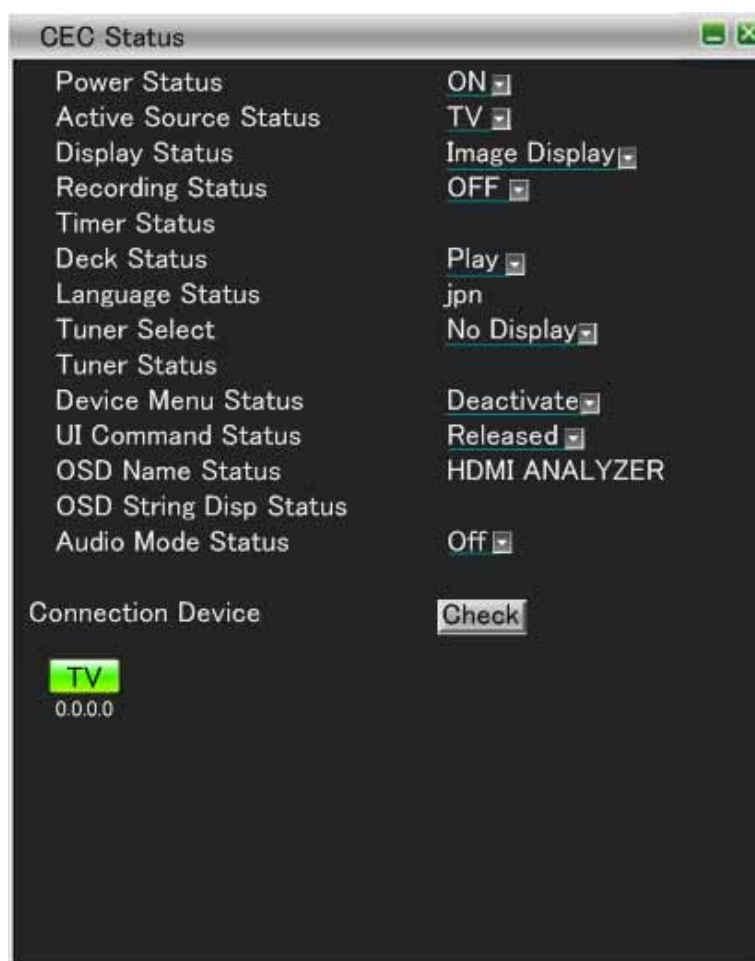 CEC Status
Power Status ON
Active Source Status TV
Display Status Image Display
Recording Status OFF
Timer Status
Deck Status Play
Language Status jpn
Tuner Select No Display
Tuner Status
Device Menu Status Deactivate
UI Command Status Released
OSD Name Status HDMI ANALYZER
OSD String Disp Status
Audio Mode Status Off
Connection Device Check
TV
0.0.0.0